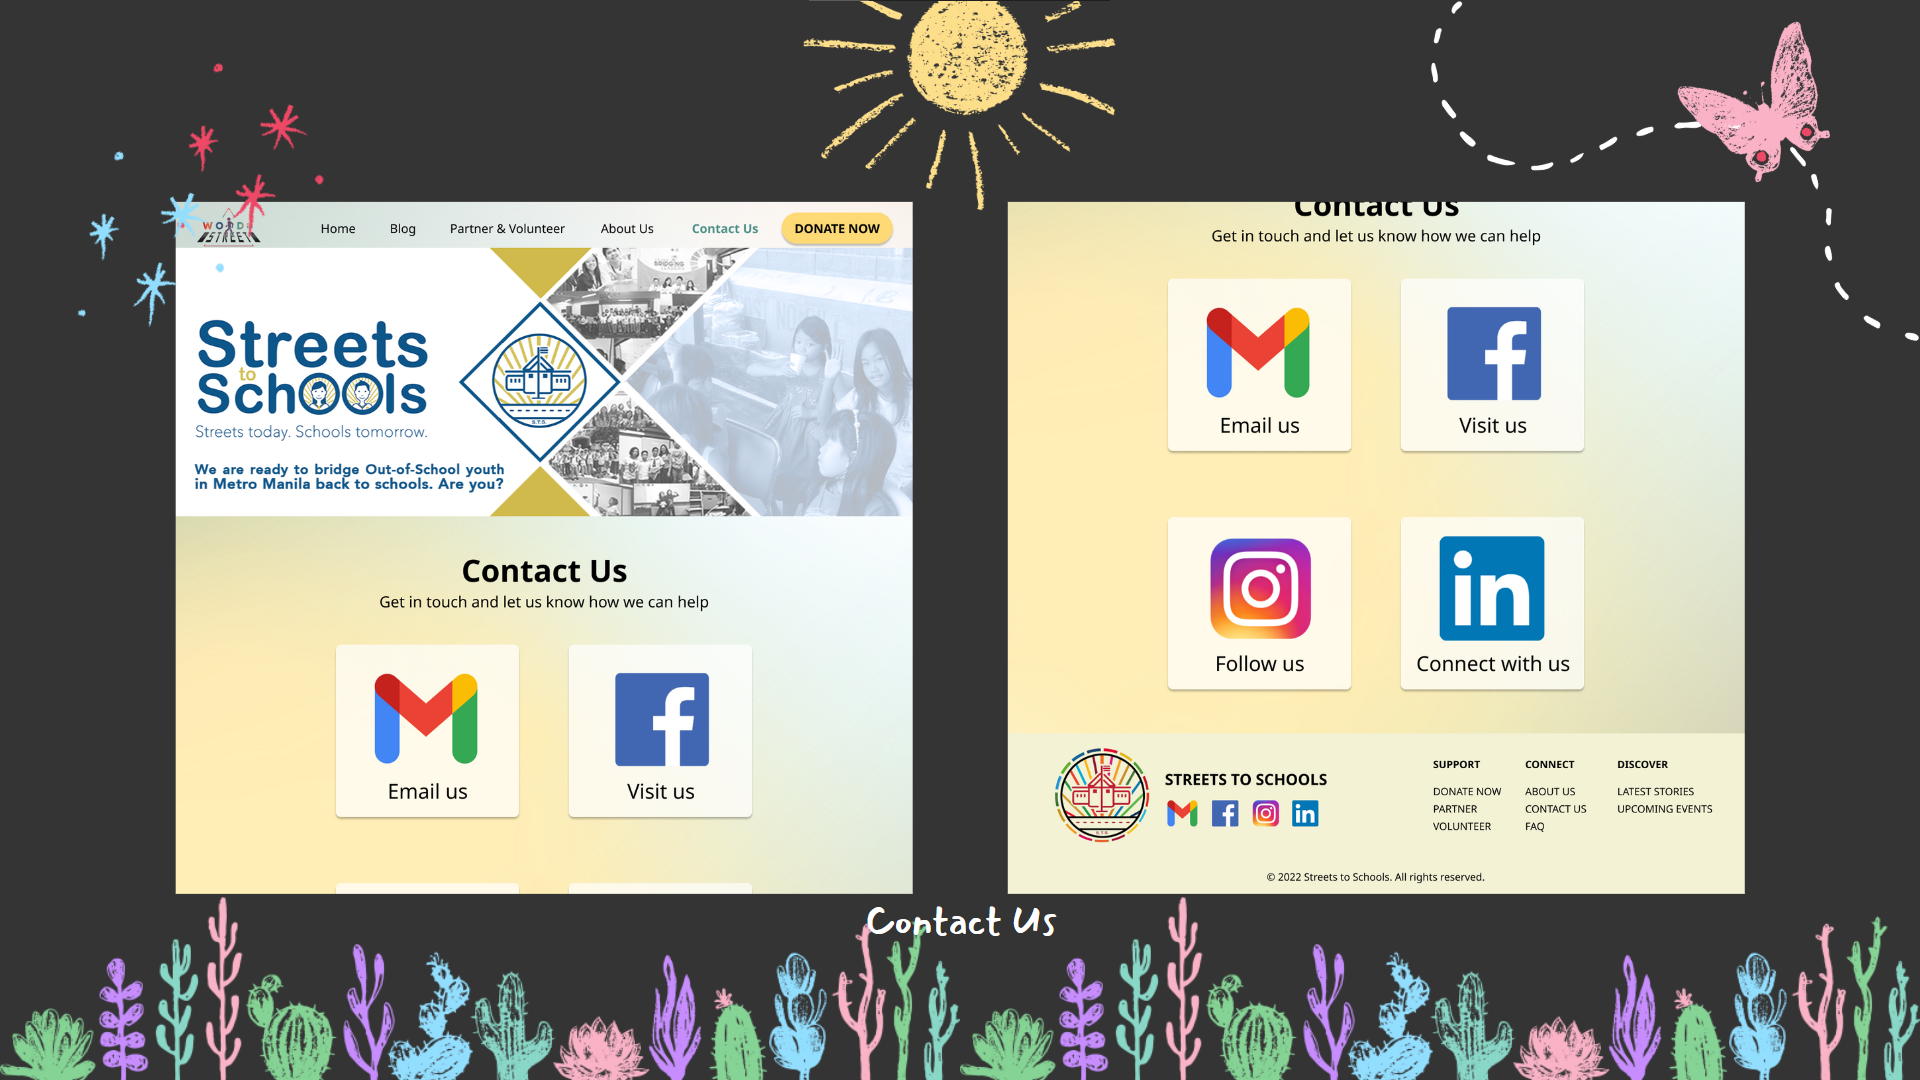 WORD
STREET
Home
Blog
Partner & Volunteer
About Us
Contact Us
DONATE NOW
Streets
to
Schools
Streets today. Schools tomorrow.
We are ready to bridge Out-of-School youth
in Metro Manila back to schools. Are you?
S.T.S.
BRIDGING
Contact Us
Get in touch and let us know how we can help
Email us
Visit us
Contact Us
Get in touch and let us know how we can help
Email us
Visit us
Follow us
in
Connect with us
S.T.S.
STREETS TO SCHOOLS
in
SUPPORT
DONATE NOW
PARTNER
VOLUNTEER
CONNECT
ABOUT US
CONTACT US
FAQ
DISCOVER
LATEST STORIES
UPCOMING EVENTS
© 2022 Streets to Schools. All rights reserved.
Contact Us